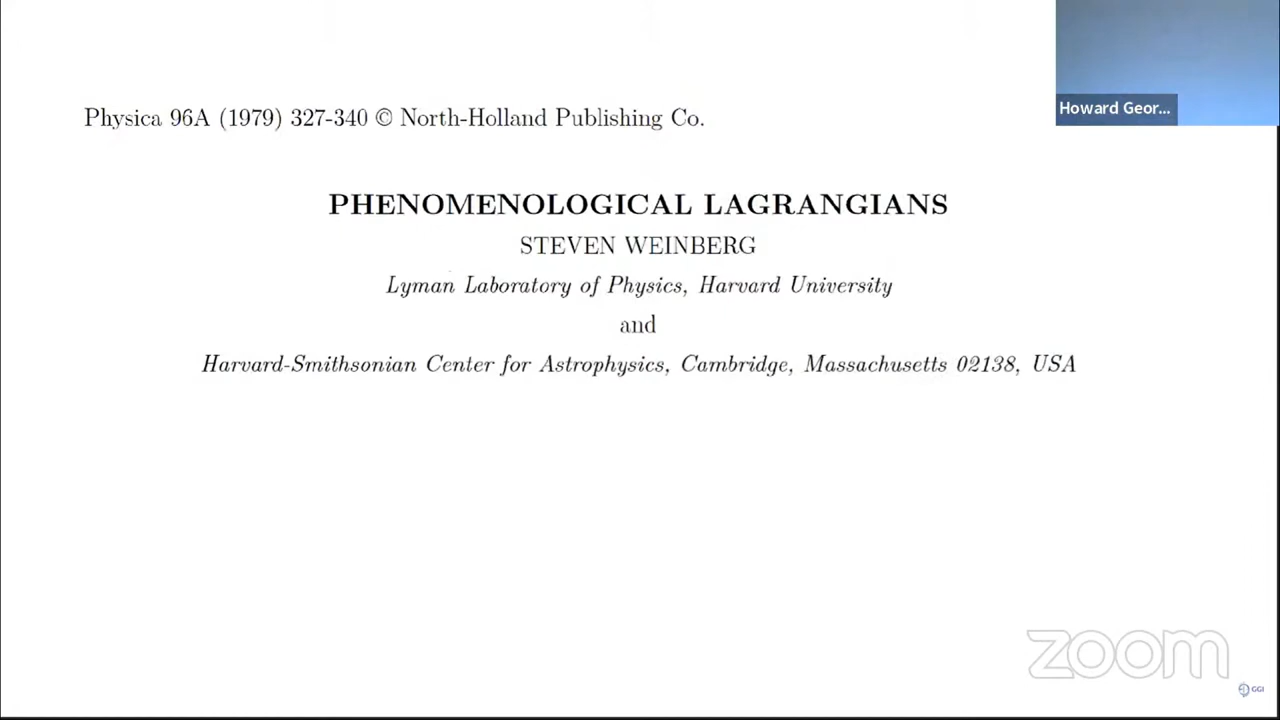 Howard Geor...
Physica 96A (1979) 327-340 © North-Holland Publishing Co.
PHENOMENOLOGICAL LAGRANGIANS
STEVEN WEINBERG
Lyman Laboratory of Physics, Harvard University
and
Harvard-Smithsonian Center for Astrophysics, Cambridge, Massachusetts 02138, USA
zoom
GGI